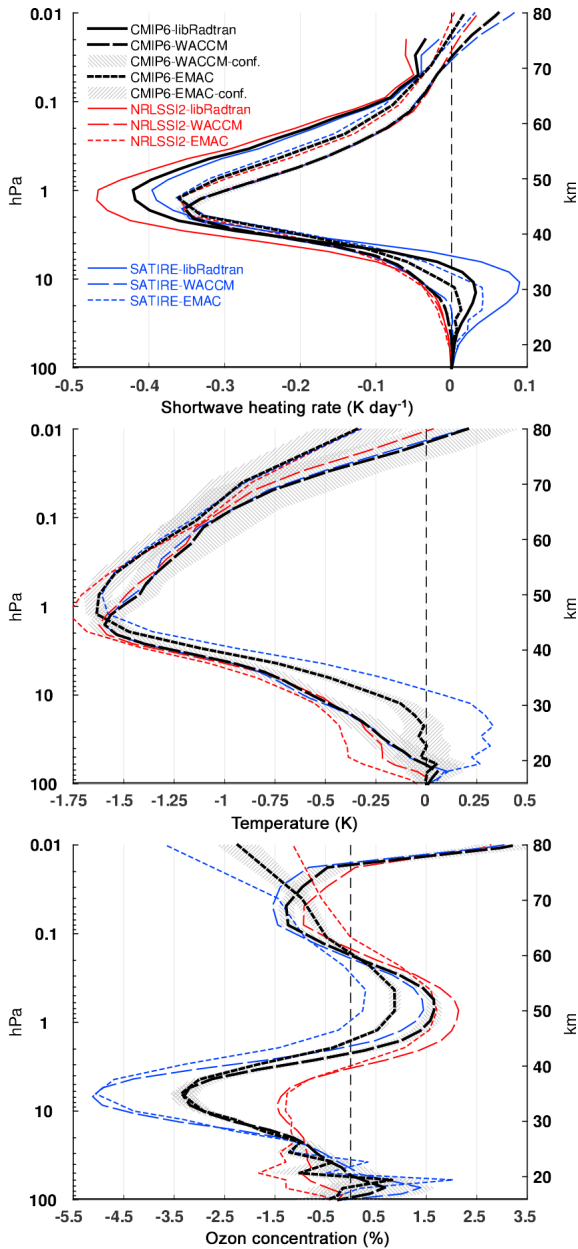 0.01
80
CMIP6-libRadtran
CMIP6-WACCM
CMIP6-WACCM-conf.
CMIP6-EMAC
CMIP6-EMAC-conf.
NRLSSI2-libRadtran
NRLSSI2-WACCM
NRLSSI2-EMAC
70
0.1
60
hPa
1
50
km
40
10
SATIRE-libRadtran
SATIRE-WACCM
SATIRE-EMAC
30
20
100
-0.5 -0.4 -0.3 -0.2 -0.1 0 0.1
Shortwave heating rate (K day-1)
0.01
80
70
0.1
60
hPa
1
50
km
40
10
30
20
100
-1.75 -1.5 -1.25 -1 -0.75 -0.5 -0.25 0 0.25 0.5
Temperature (K)
0.01
80
70
0.1
60
hPa
1
50
km
40
10
30
20
100
-5.5 -4.5 -3.5 -2.5 -1.5 -0.5 0.5 1.5 2.5 3.5
Ozon concentration (%)